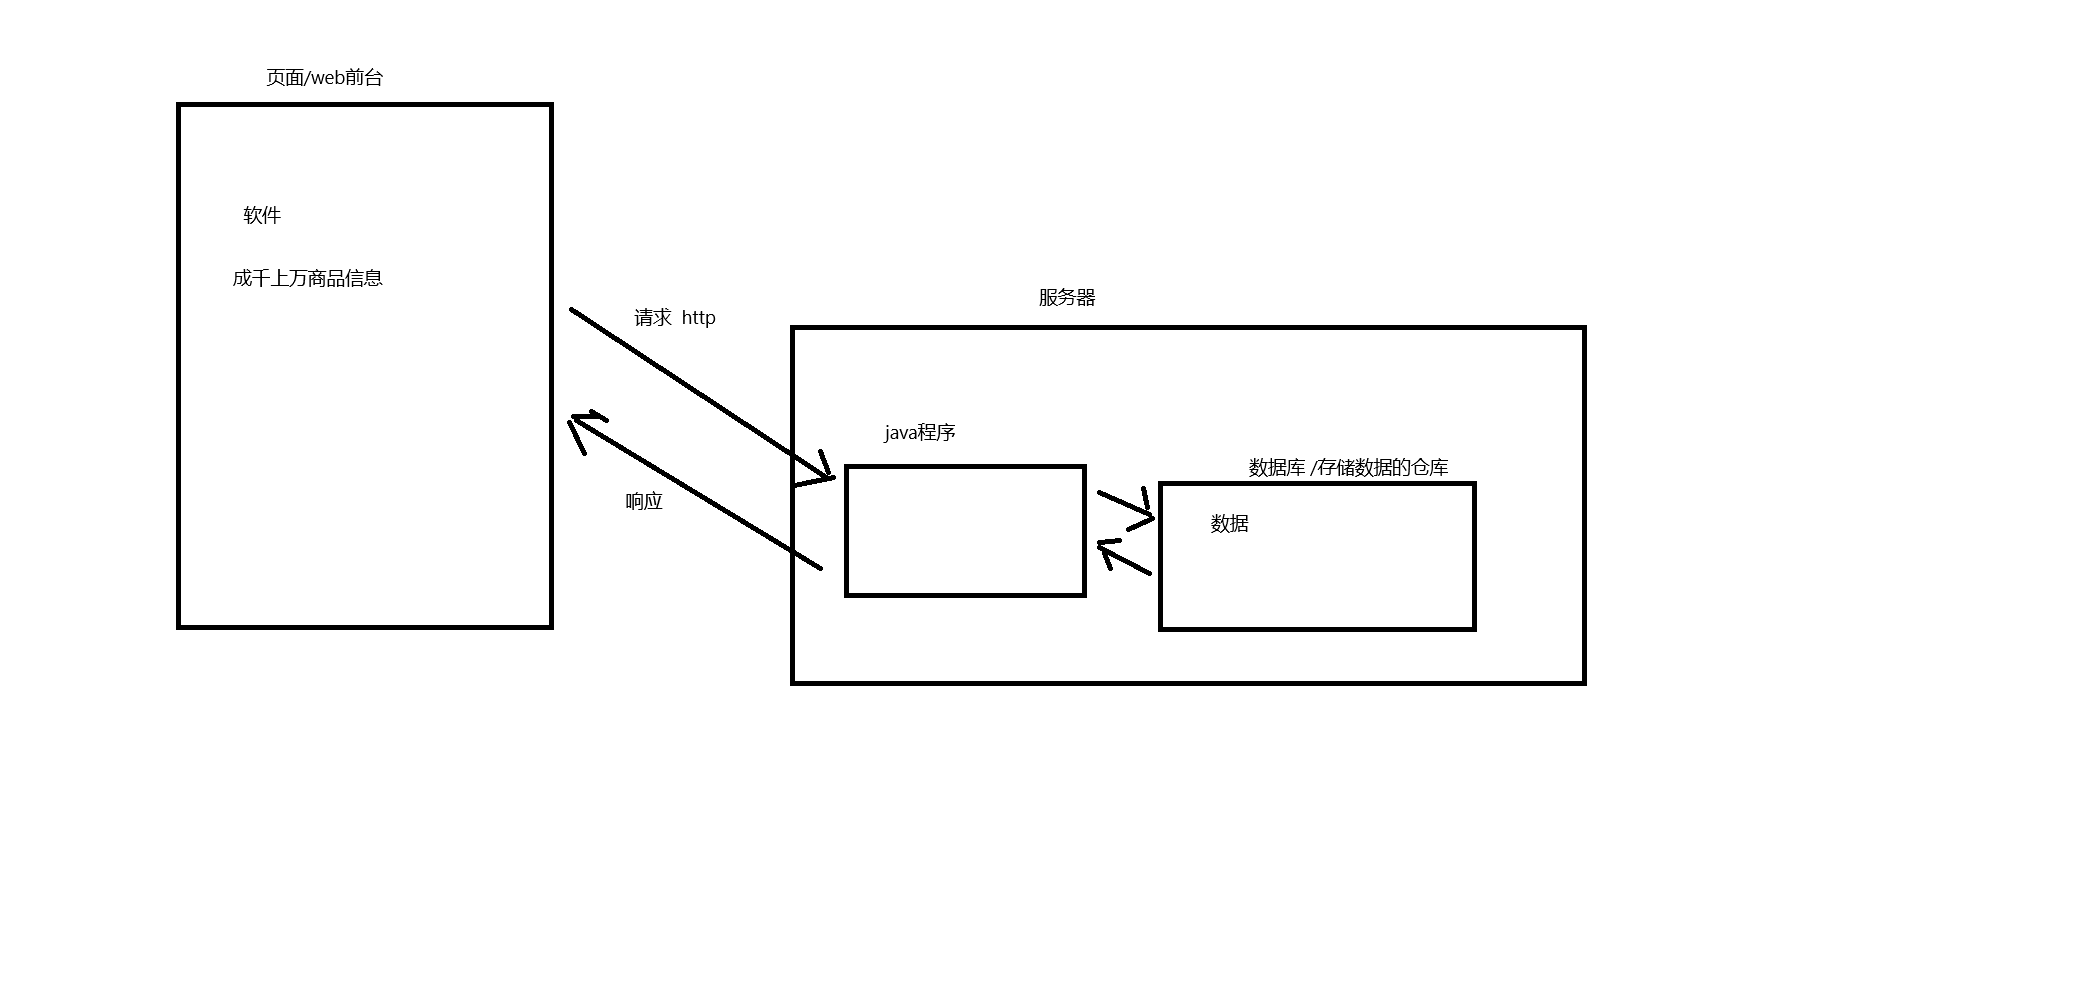 页面/web前台
软件
成千上万商品信息
请求 http
响应
服务器
java程序
数据库 /存储数据的仓库
数据